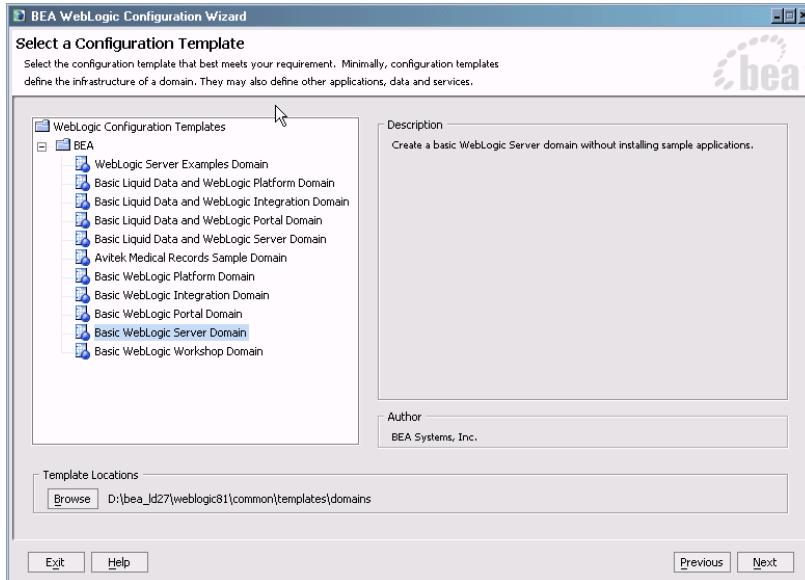 BEA WebLogic Configuration Wizard
Select a Configuration Template
Select the configuration template that best meets your requirement. Minimally, configuration templates
define the infrastructure of a domain. They may also define other applications, data and services.
bea
WebLogic Configuration Templates
BEA
WebLogic Server Examples Domain
Basic Liquid Data and WebLogic Platform Domain
Basic Liquid Data and WebLogic Integration Domain
Basic Liquid Data and WebLogic Portal Domain
Basic Liquid Data and WebLogic Server Domain
Avitek Medical Records Sample Domain
Basic WebLogic Platform Domain
Basic WebLogic Integration Domain
Basic WebLogic Portal Domain
Basic WebLogic Server Domain
Basic WebLogic Workshop Domain
Description
Create a basic WebLogic Server domain without installing sample applications.
Author
BEA Systems, Inc.
Template Locations
Browse D:\bea_ld27\weblogic81\common\templates\domains
Exit Help Previous Next